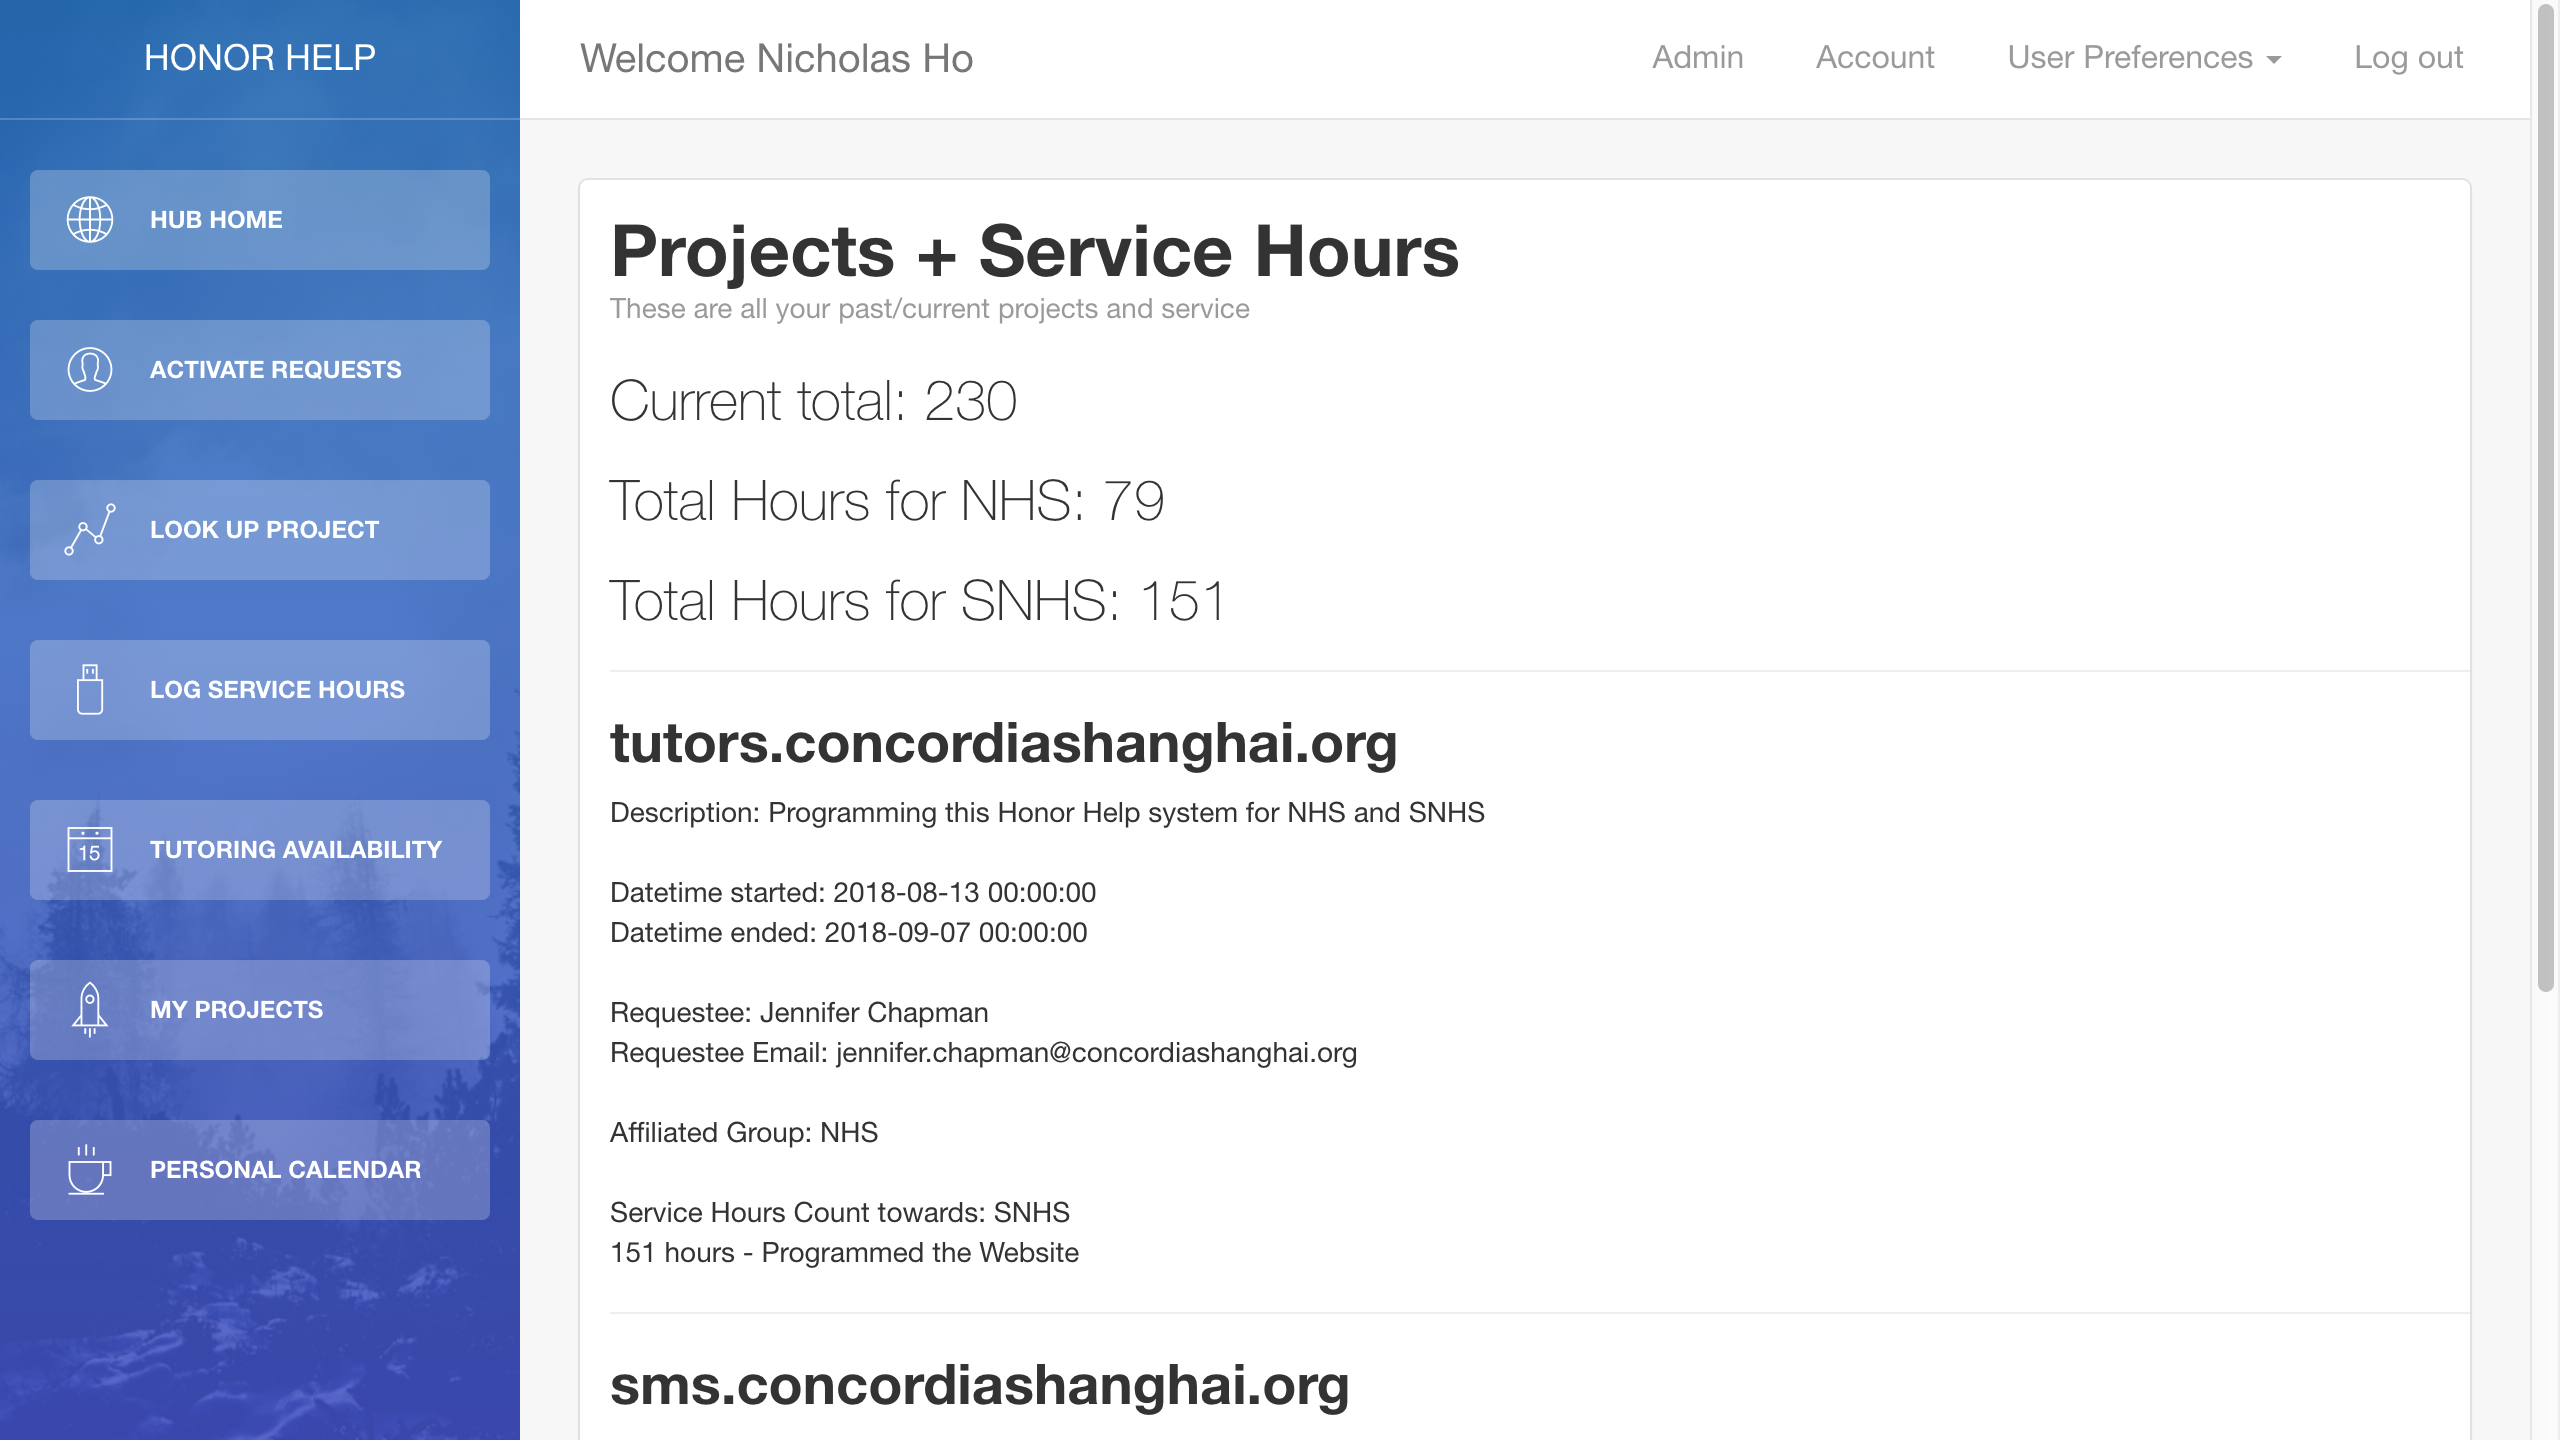 HONOR HELP
Welcome Nicholas Ho
Admin
Account
User Preferences
Log out
HUB HOME
ACTIVATE REQUESTS
LOOK UP PROJECT
LOG SERVICE HOURS
15
TUTORING AVAILABILITY
MY PROJECTS
PERSONAL CALENDAR
Projects + Service Hours
These are all your past/current projects and service
Current total: 230
Total Hours for NHS: 79
Total Hours for SNHS: 151
tutors.concordiashanghai.org
Description: Programming this Honor Help system for NHS and SNHS
Datetime started: 2018-08-13 00:00:00
Datetime ended: 2018-09-07 00:00:00
Requestee: Jennifer Chapman
Requestee Email: jennifer.chapman@concordiashanghai.org
Affiliated Group: NHS
Service Hours Count towards: SNHS
151 hours - Programmed the Website
sms.concordiashanghai.org